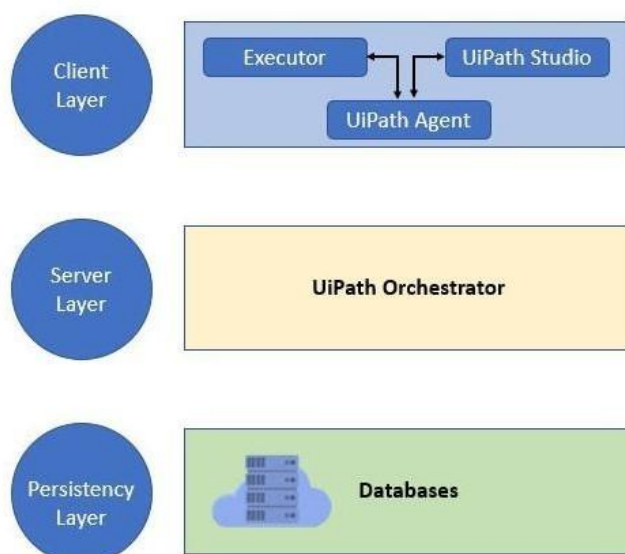 Client
Layer
Executor
UiPath Studio
UiPath Agent
Server
Layer
UiPath Orchestrator
Persistency
Layer
Databases